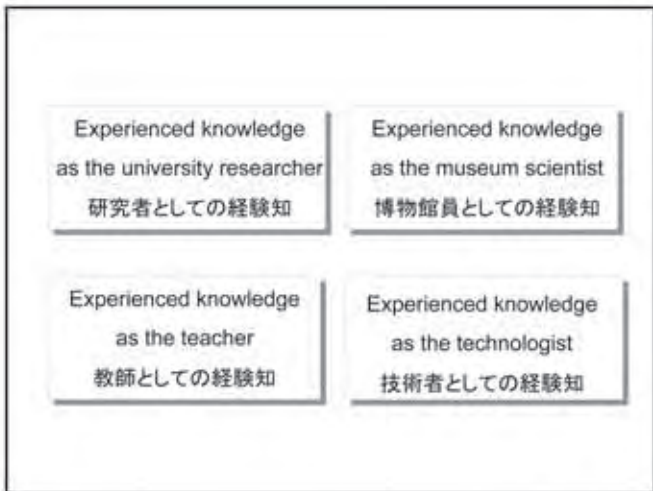 Experienced knowledge
as the university researcher
研究者としての経験知
Experienced knowledge
as the museum scientist
博物館員としての経験知
Experienced knowledge
as the teacher
教師としての経験知
Experienced knowledge
as the technologist
技術者としての経験知